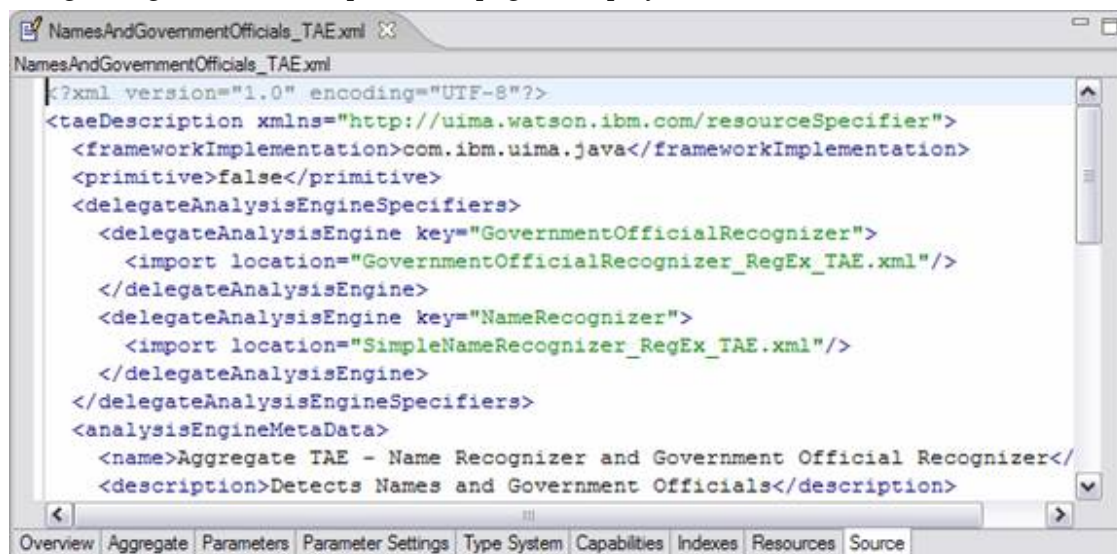 NamesAndGovernmentOfficials_TAE.xml
NamesAndGovernmentOfficials_TAE.xml
<?xml version="1.0" encoding="UTF-8"?>
<taeDescription xmlns="http://uima.watson.ibm.com/resourceSpecifier">
<frameworkImplementation>com.ibm.uima.java</frameworkImplementation>
<primitive>false</primitive>
<delegateAnalysisEngineSpecifiers>
<delegateAnalysisEngine key="GovernmentOfficialRecognizer">
<import location="GovernmentOfficialRecognizer_RegEx_TAE.xml"/>
</delegateAnalysisEngine>
<delegateAnalysisEngine key="NameRecognizer">
<import location="SimpleNameRecognizer_RegEx_TAE.xml"/>
</delegateAnalysisEngine>
</delegateAnalysisEngineSpecifiers>
<analysisEngineMetaData>
<name>Aggregate TAE - Name Recognizer and Government Official Recognizer</
<description>Detects Names and Government Officials</description>
Overview Aggregate Parameters Parameter Settings Type System Capabilities Indexes Resources Source